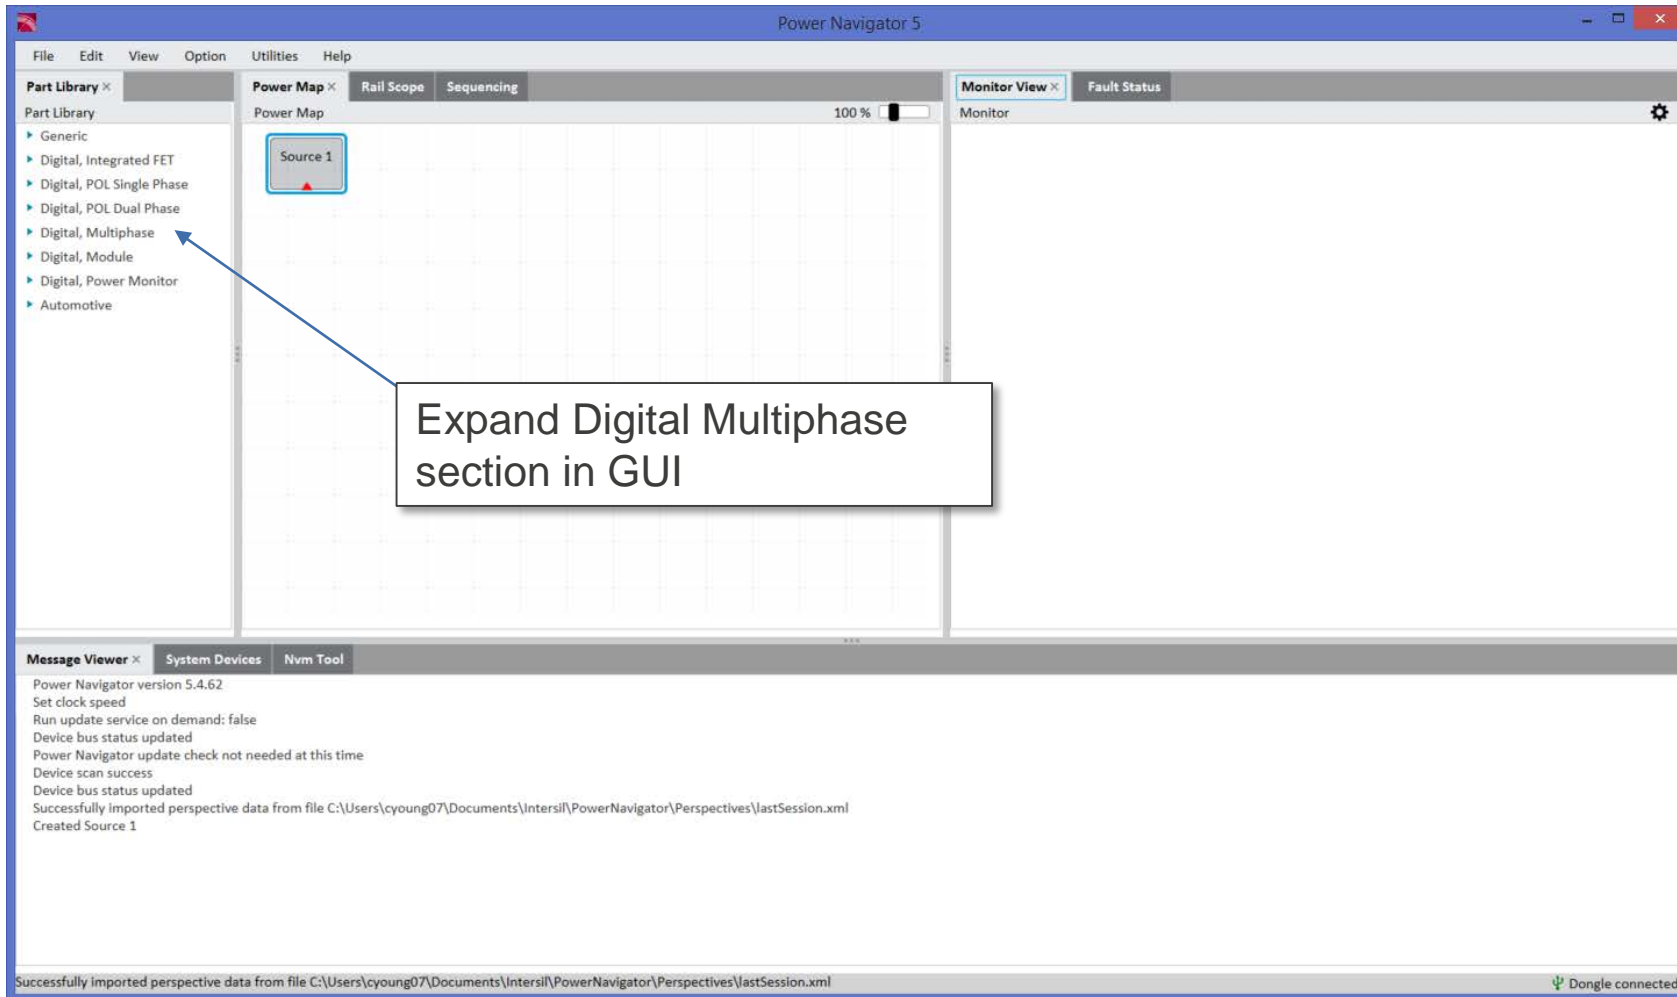 Power Navigator 5
File Edit View Option Utilities Help
Part Library
Power Map Rail Scope Sequencing
Monitor View Fault Status
Part Library
Power Map
100 %
Monitor
Generic
Digital, Integrated FET
Digital, POL Single Phase
Digital, POL Dual Phase
Digital, Multiphase
Digital, Module
Digital, Power Monitor
Automotive
Source 1
Expand Digital Multiphase
section in GUI
Message Viewer System Devices Nvm Tool
Power Navigator version 5.4.62
Set clock speed
Run update service on demand: false
Device bus status updated
Power Navigator update check not needed at this time
Device scan success
Device bus status updated
Successfully imported perspective data from file C:\Users\cyoung07\Documents\Intersil\PowerNavigator\Perspectives\lastSession.xml
Created Source 1
Successfully imported perspective data from file C:\Users\cyoung07\Documents\Intersil\PowerNavigator\Perspectives\lastSession.xml
Dongle connected